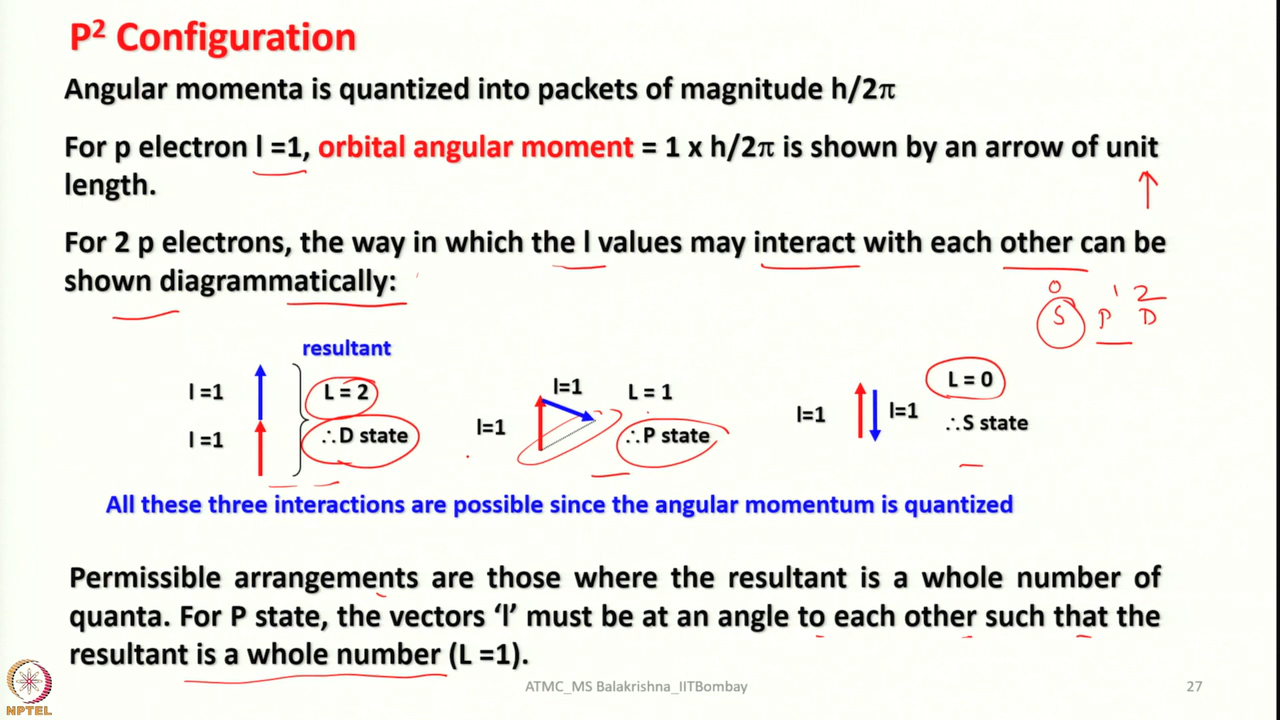 P² Configuration
Angular momenta is quantized into packets of magnitude h/2π
For p electron l =1, orbital angular moment = 1 x h/2π is shown by an arrow of unit
length.
For 2 p electrons, the way in which the l values may interact with each other can be
shown diagrammatically:
0 1 2
S P D
resultant
l =1
l =1
L = 2
∴D state
l=1
l=1
L = 1
∴P state
l=1
l=1
L = 0
∴S state
All these three interactions are possible since the angular momentum is quantized
Permissible arrangements are those where the resultant is a whole number of
quanta. For P state, the vectors ‘l’ must be at an angle to each other such that the
resultant is a whole number (L =1).
NPTEL
ATMC_MS Balakrishna_IITBombay
27